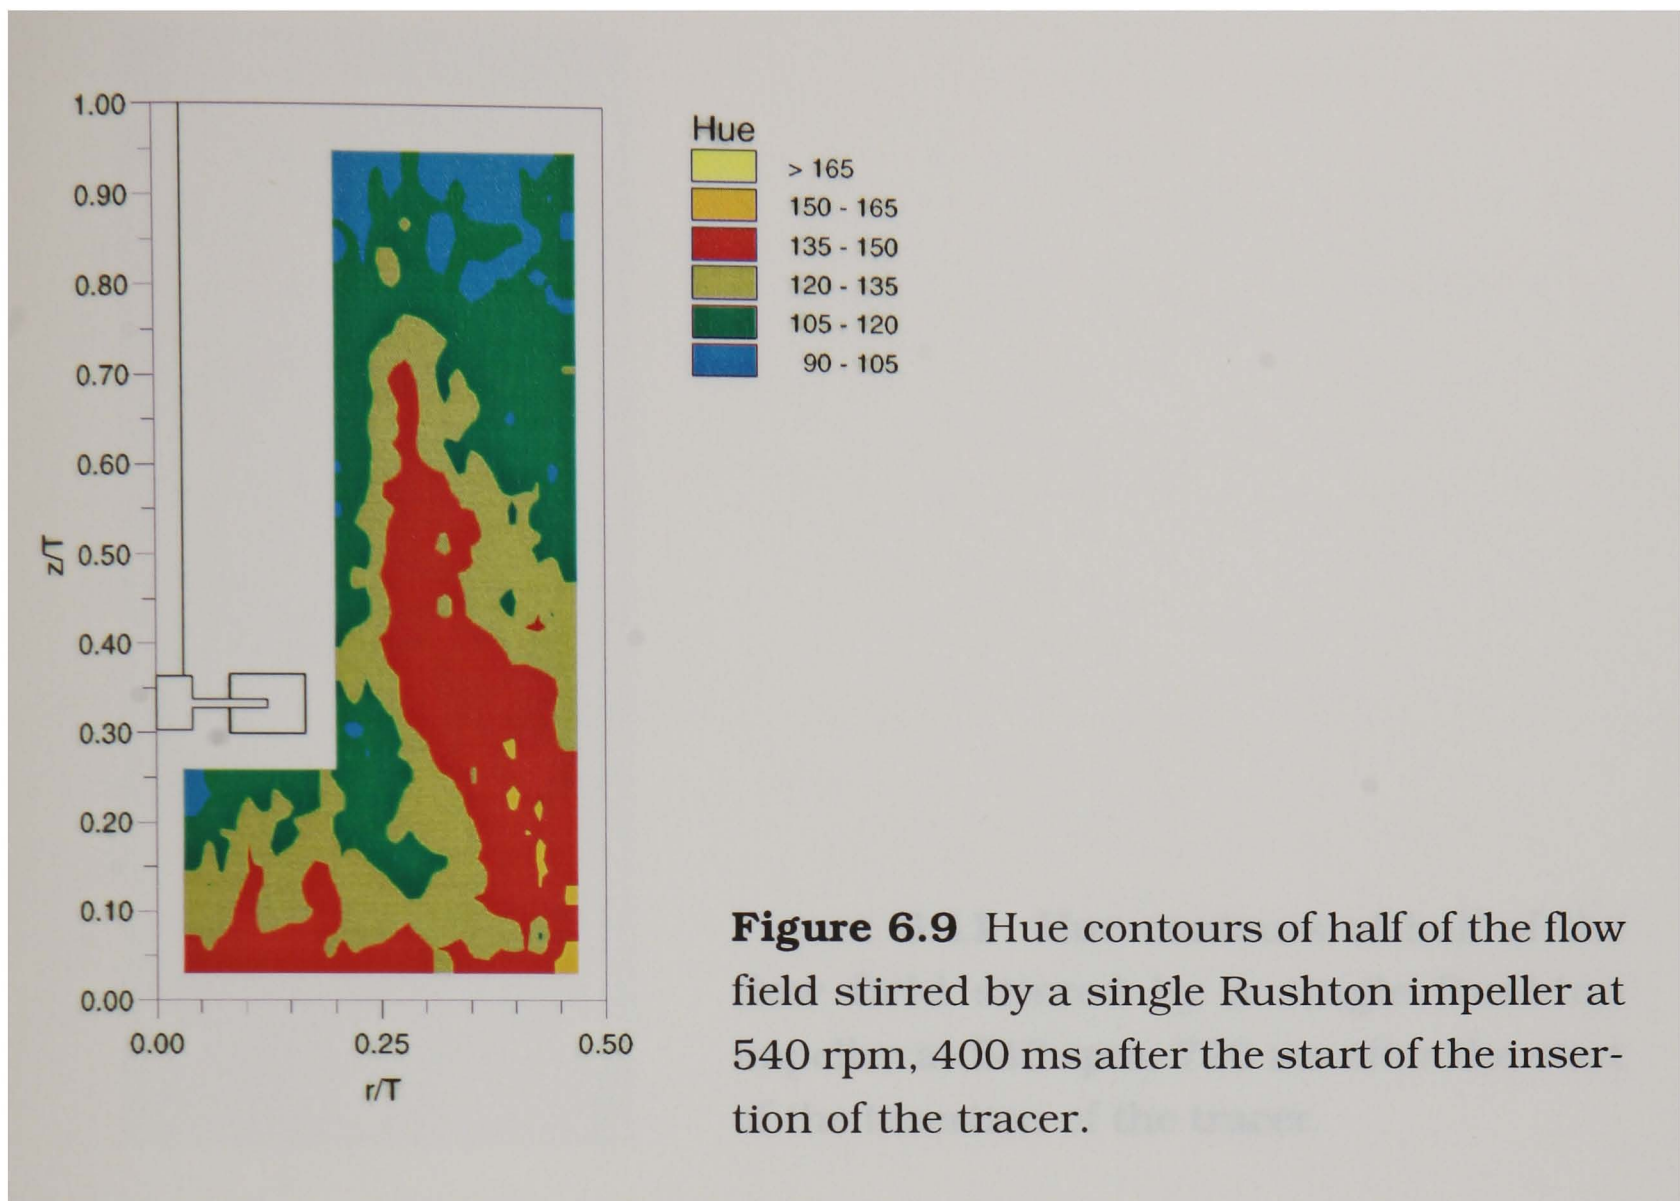 1.00
0.90
0.80
0.70
0.60
0.50
0.40
0.30
0.20
0.10
0.00
z/T
0.00 0.25 0.50
r/T
Hue
> 165
150 - 165
135 - 150
120 - 135
105 - 120
90 - 105
Figure 6.9 Hue contours of half of the flow
field stirred by a single Rushton impeller at
540 rpm, 400 ms after the start of the inser-
tion of the tracer.